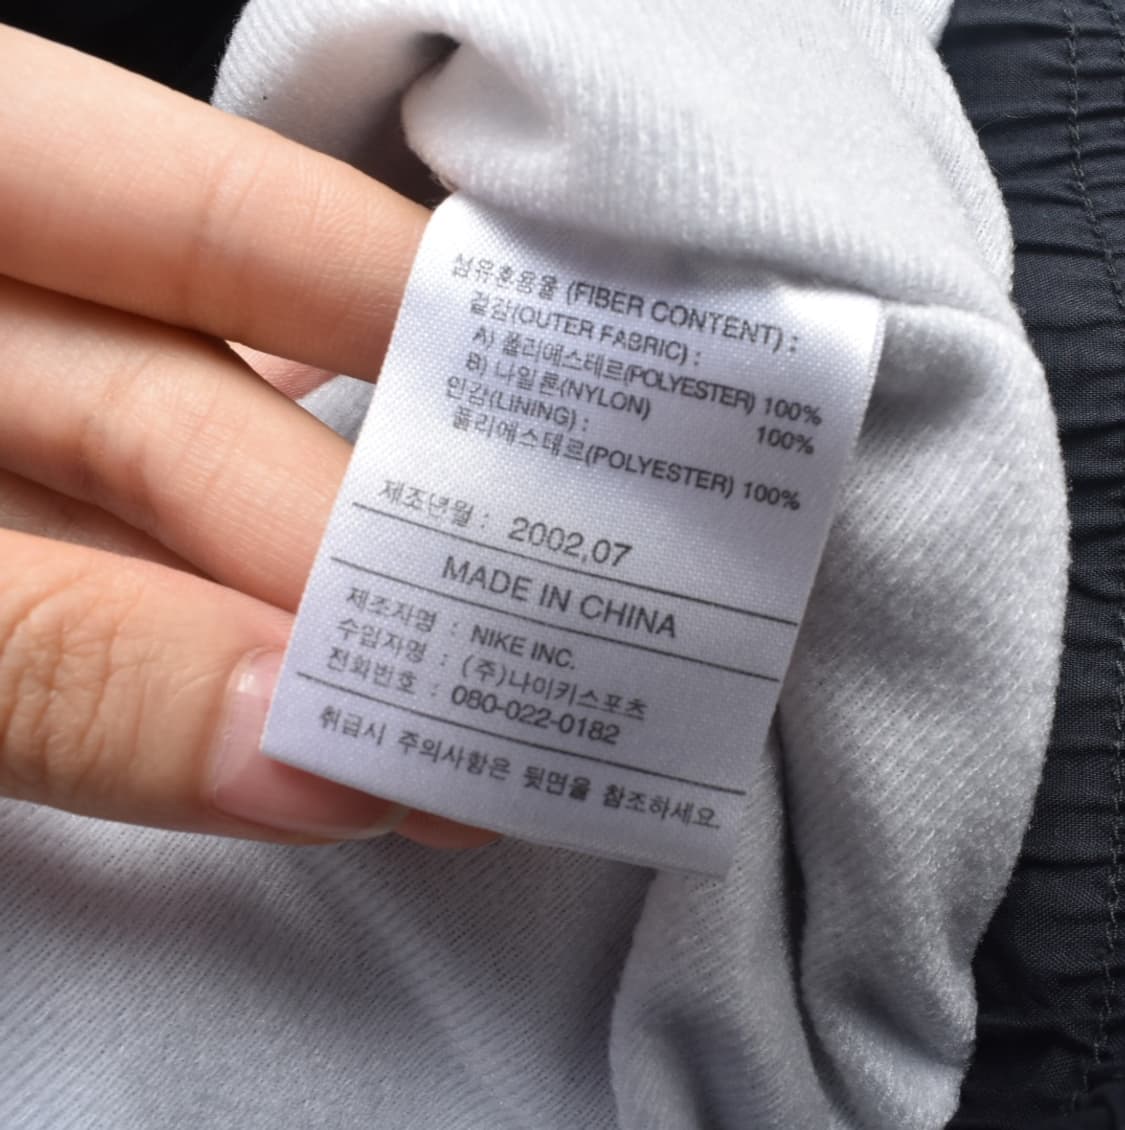 섬유혼용율 (FIBER CONTENT) :
겉감(OUTER FABRIC) :
A) 폴리에스테르(POLYESTER) 100%
B) 나일론(NYLON) 100%
안감(LINING) :
폴리에스테르(POLYESTER) 100%
제조년월 : 2002,07
MADE IN CHINA
제조자명 : NIKE INC.
수입자명 : (주)나이키스포츠
전화번호 : 080-022-0182
취급시 주의사항은 뒷면을 참조하세요.